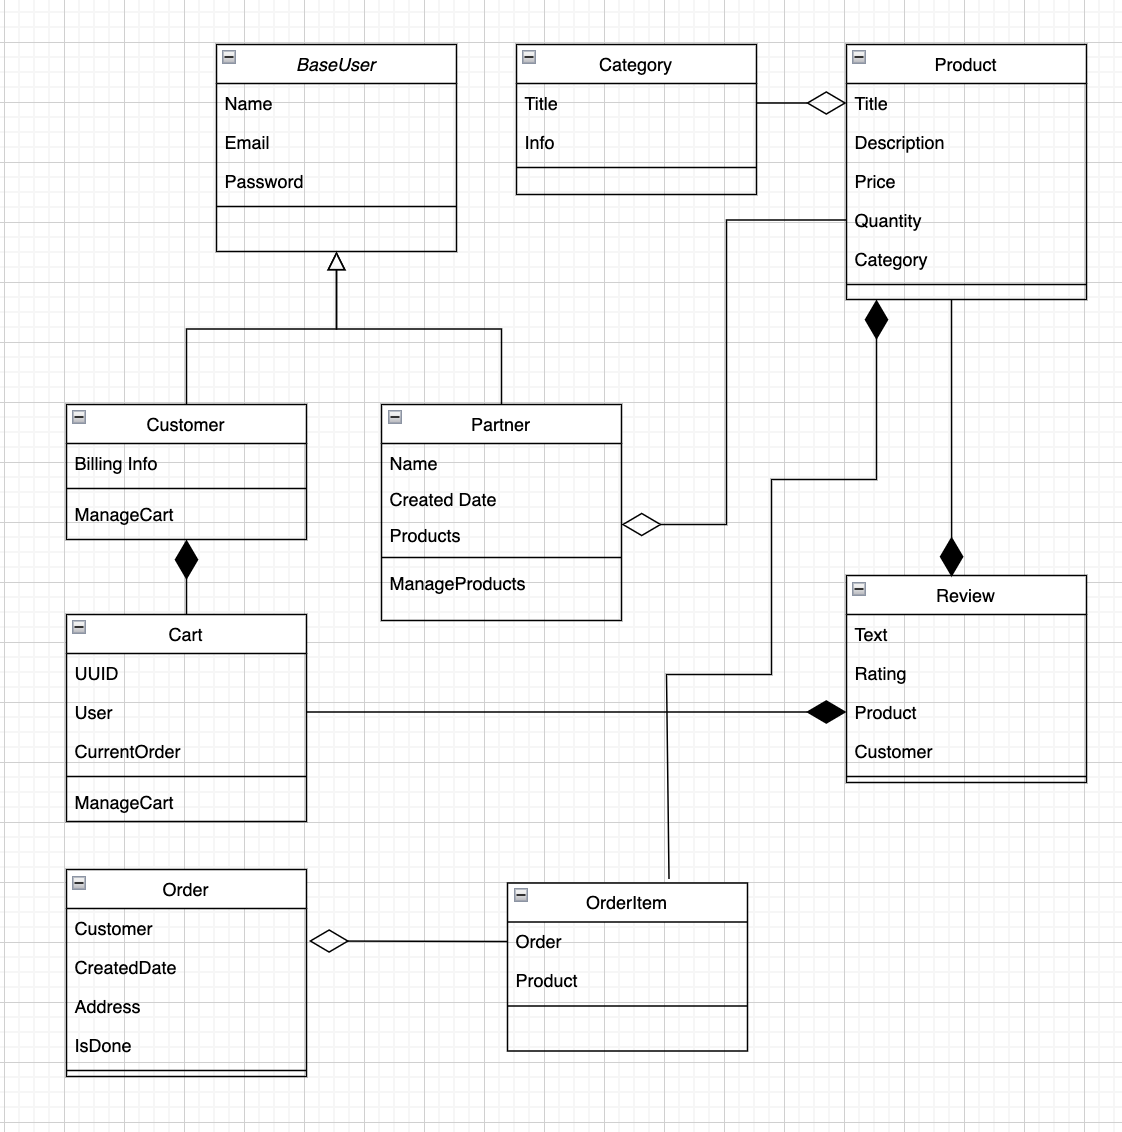 BaseUser
Name
Email
Password
Category
Title
Info
Product
Title
Description
Price
Quantity
Category
Customer
Billing Info
ManageCart
Partner
Name
Created Date
Products
ManageProducts
Cart
UUID
User
CurrentOrder
ManageCart
Review
Text
Rating
Product
Customer
Order
Customer
CreatedDate
Address
IsDone
OrderItem
Order
Product